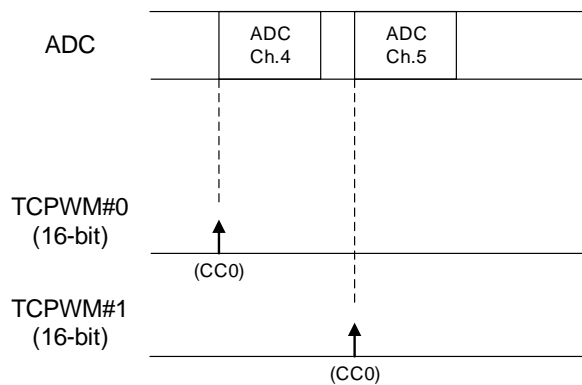 ADC
ADC
Ch.4
ADC
Ch.5
TCPWM#0
(16-bit)
(CC0)
TCPWM#1
(16-bit)
(CC0)